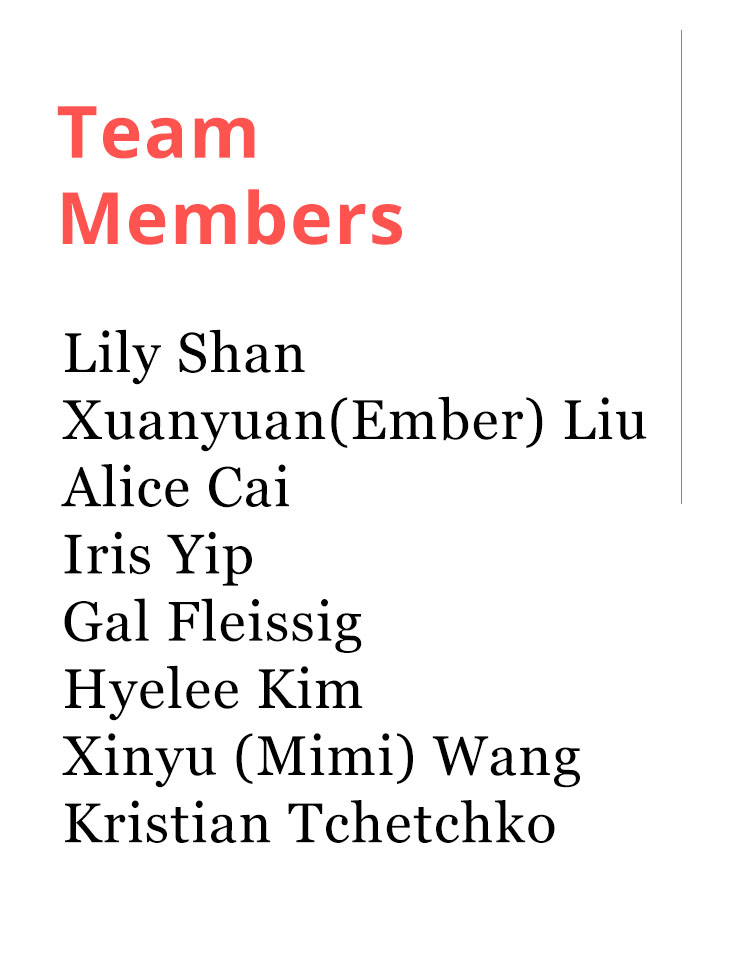 Team
Members
Lily Shan
Xuanyuan(Ember) Liu
Alice Cai
Iris Yip
Gal Fleissig
Hyelee Kim
Xinyu (Mimi) Wang
Kristian Tchetchko